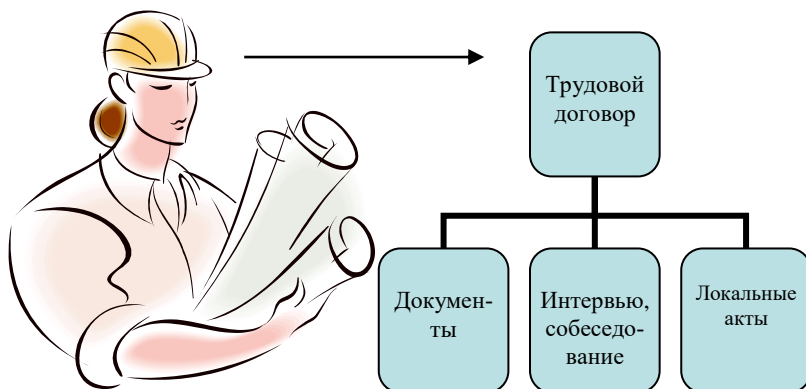 Трудовой
договор
Докумен-
ты
Интервью,
собеседо-
вание
Локальные
акты